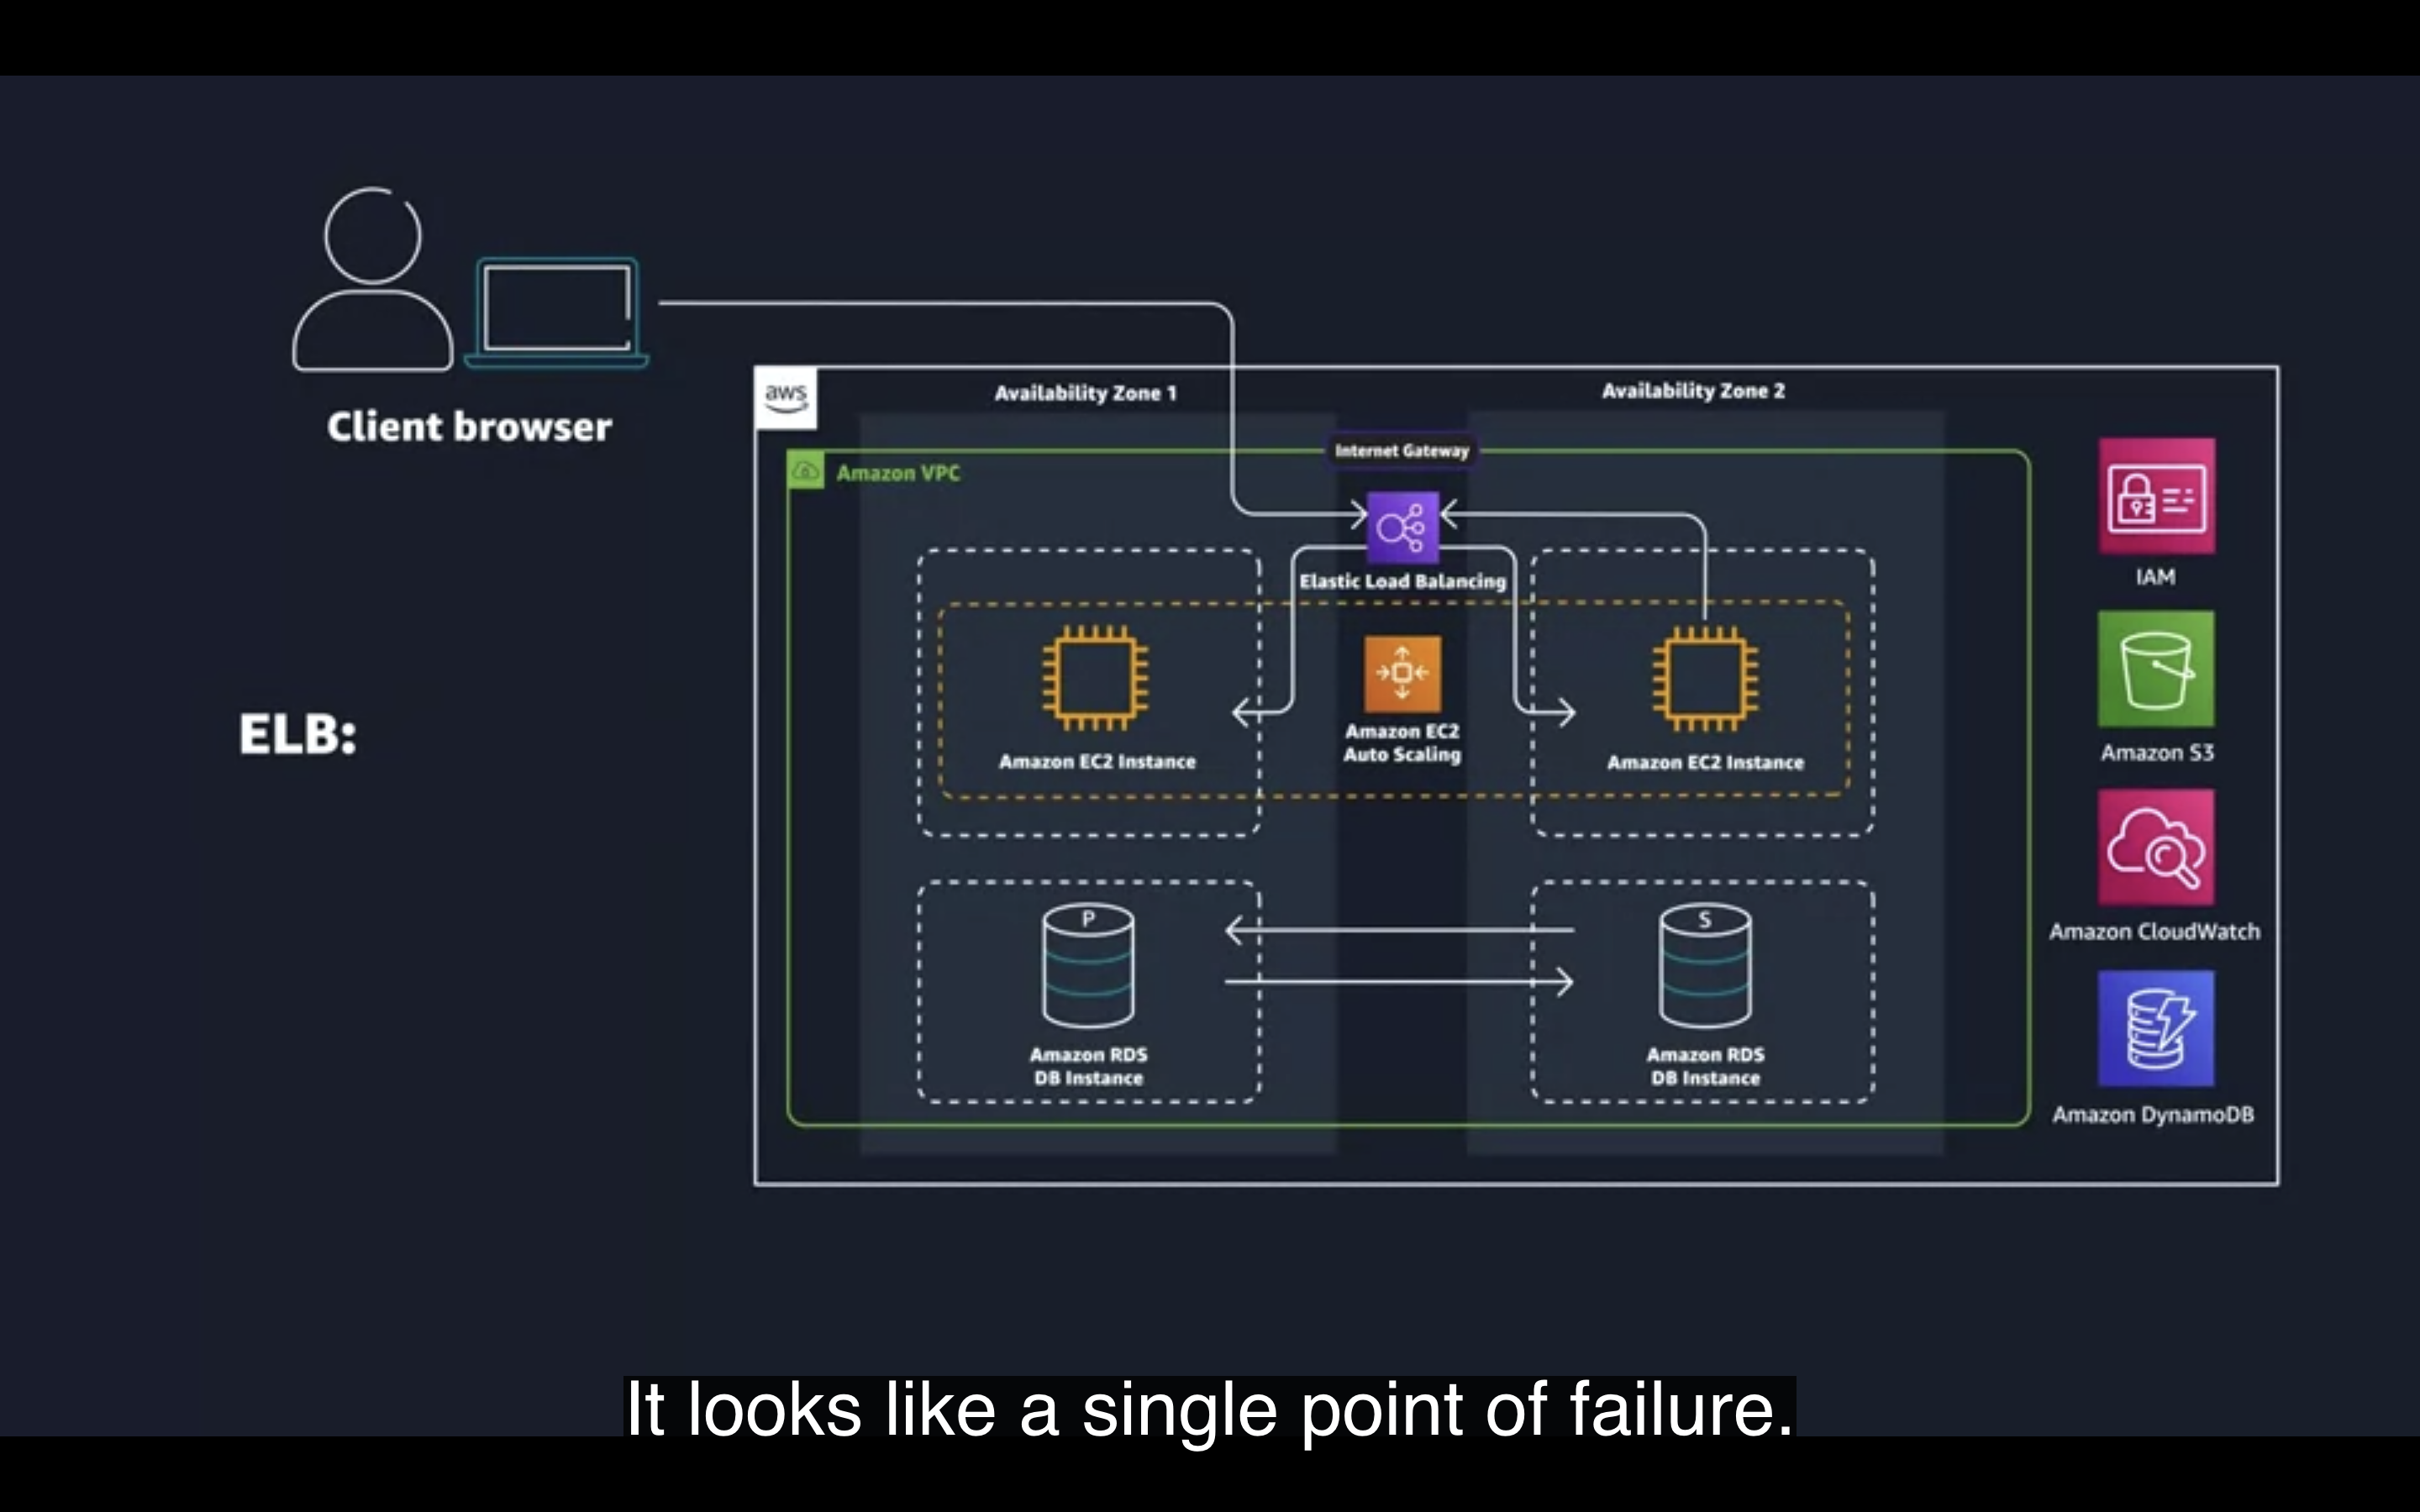 Client browser
aws
Availability Zone 1
Availability Zone 2
Internet Gateway
Amazon VPC
Elastic Load Balancing
Amazon EC2 Instance
Amazon EC2
Auto Scaling
Amazon EC2 Instance
P
S
Amazon RDS
DB Instance
Amazon RDS
DB Instance
IAM
Amazon S3
Amazon CloudWatch
Amazon DynamoDB
ELB:
It looks like a single point of failure.